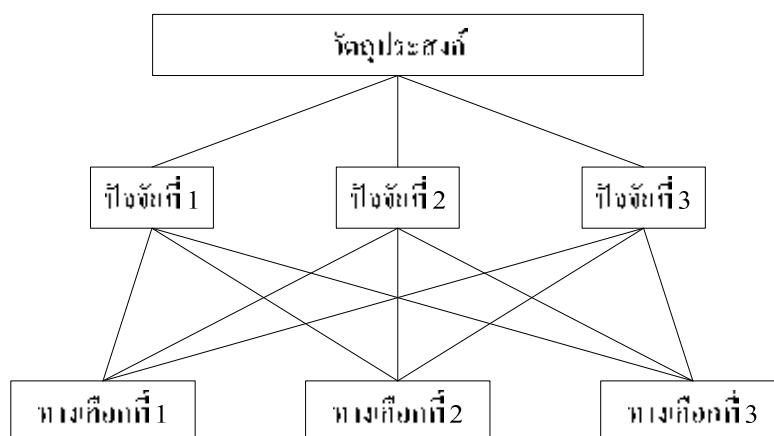 วัตถุประสงค์
ปัจจัยที่ 1 ปัจจัยที่ 2 ปัจจัยที่ 3
ทางเลือกที่ 1 ทางเลือกที่ 2 ทางเลือกที่ 3